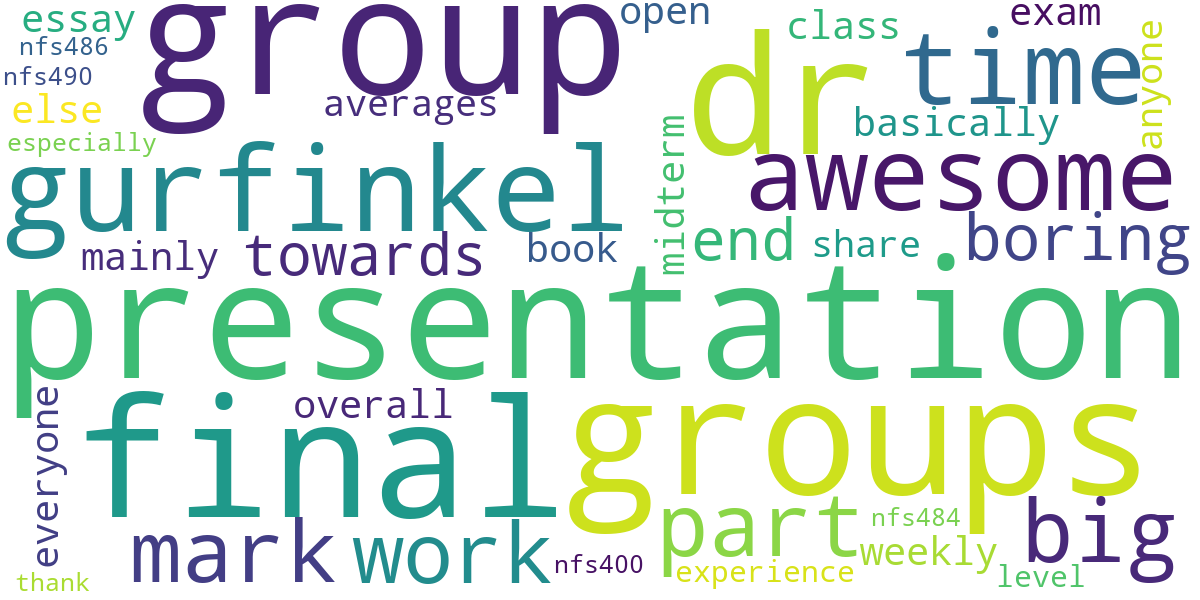 essay
group
open
class
exam
nfs486
nfs490
else
averages
dr
time
anyone
especially
basically
gurfinkel
midterm
awesome
mainly
towards
book
end
share
boring
presentation
everyone
final
overall
groups
mark
work
nfs400
part
nfs484
weekly
big
thank
experience
level